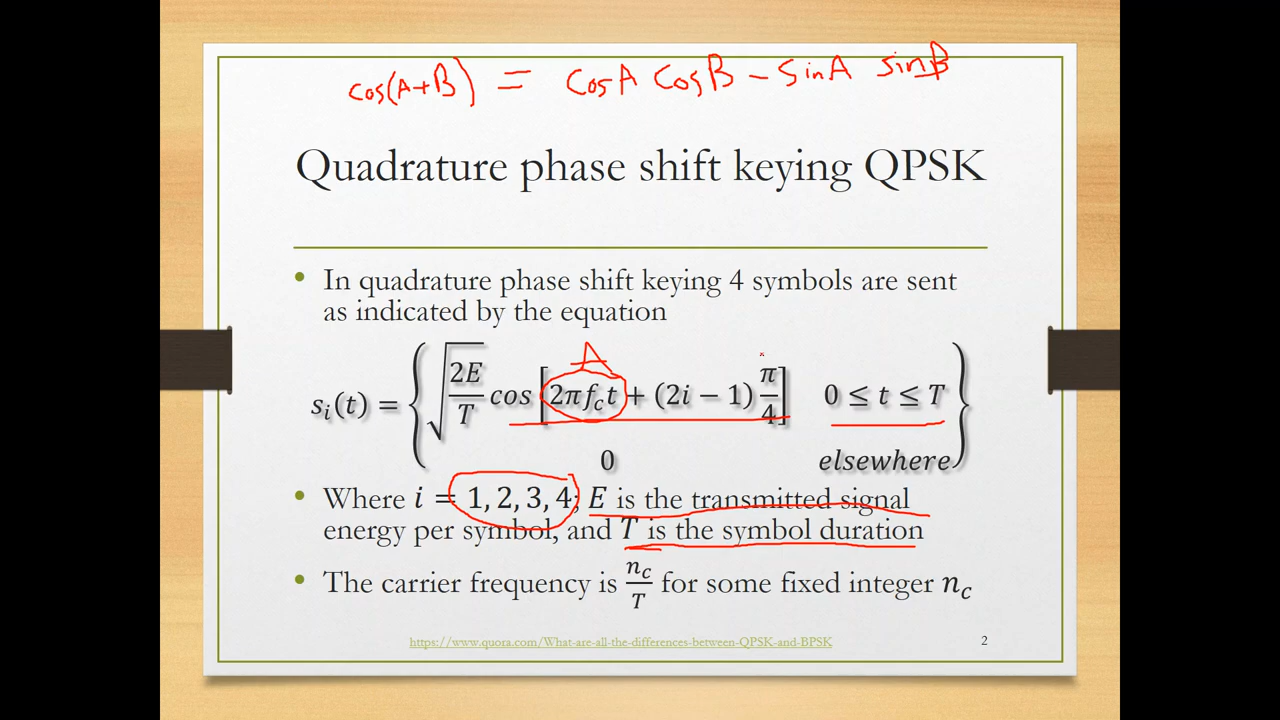 cos(A+B) = cosA cosB - sinA sinB
Quadrature phase shift keying QPSK
• In quadrature phase shift keying 4 symbols are sent
as indicated by the equation
A
s_i(t) = { √(2E/T) cos [2πf_c t + (2i − 1) π/4] 0 ≤ t ≤ T
0 elsewhere }
• Where i = 1, 2, 3, 4; E is the transmitted signal
energy per symbol, and T is the symbol duration
• The carrier frequency is n_c/T for some fixed integer n_c
https://www.quora.com/What-are-all-the-differences-between-QPSK-and-BPSK 2